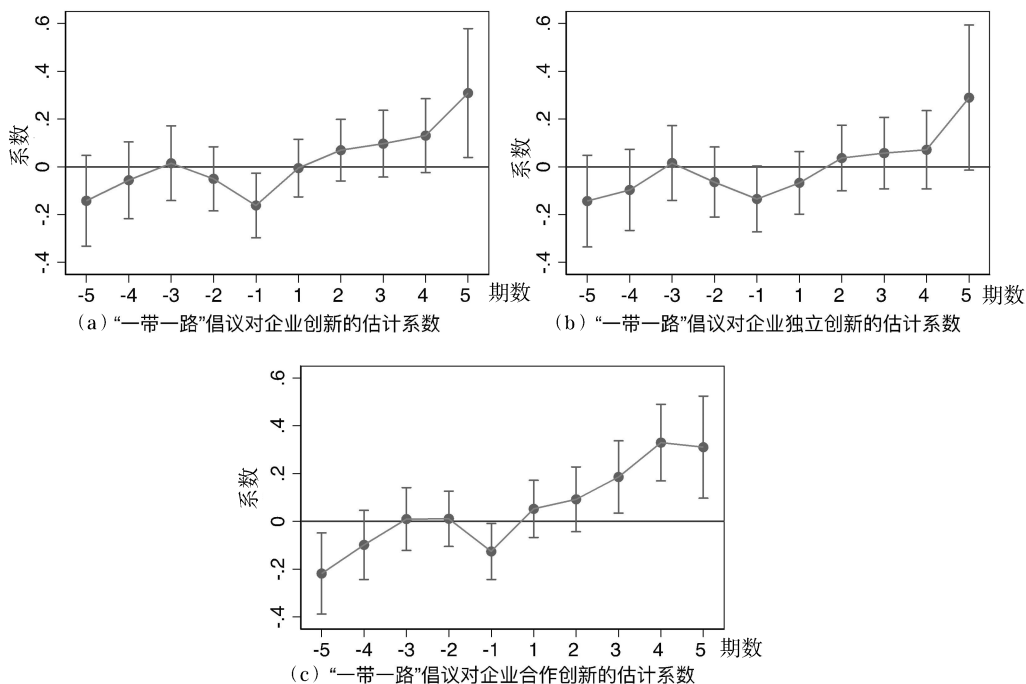 .6
.4
.2
0
-.2
-.4
系数
-5 -4 -3 -2 -1 1 2 3 4 5 期数
（a）“一带一路”倡议对企业创新的估计系数
.6
.4
.2
0
-.2
-.4
系数
-5 -4 -3 -2 -1 1 2 3 4 5 期数
（b）“一带一路”倡议对企业独立创新的估计系数
.6
.4
.2
0
-.2
-.4
系数
-5 -4 -3 -2 -1 1 2 3 4 5 期数
（c）“一带一路”倡议对企业合作创新的估计系数